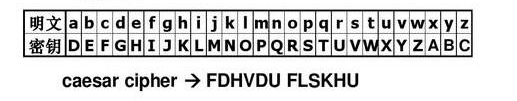 明文 a b c d e f g h i j k l m n o p q r s t u v w x y z
密钥 D E F G H I J K L M N O P Q R S T U V W X Y Z A B C
caesar cipher → FDHVDU FLSKHU